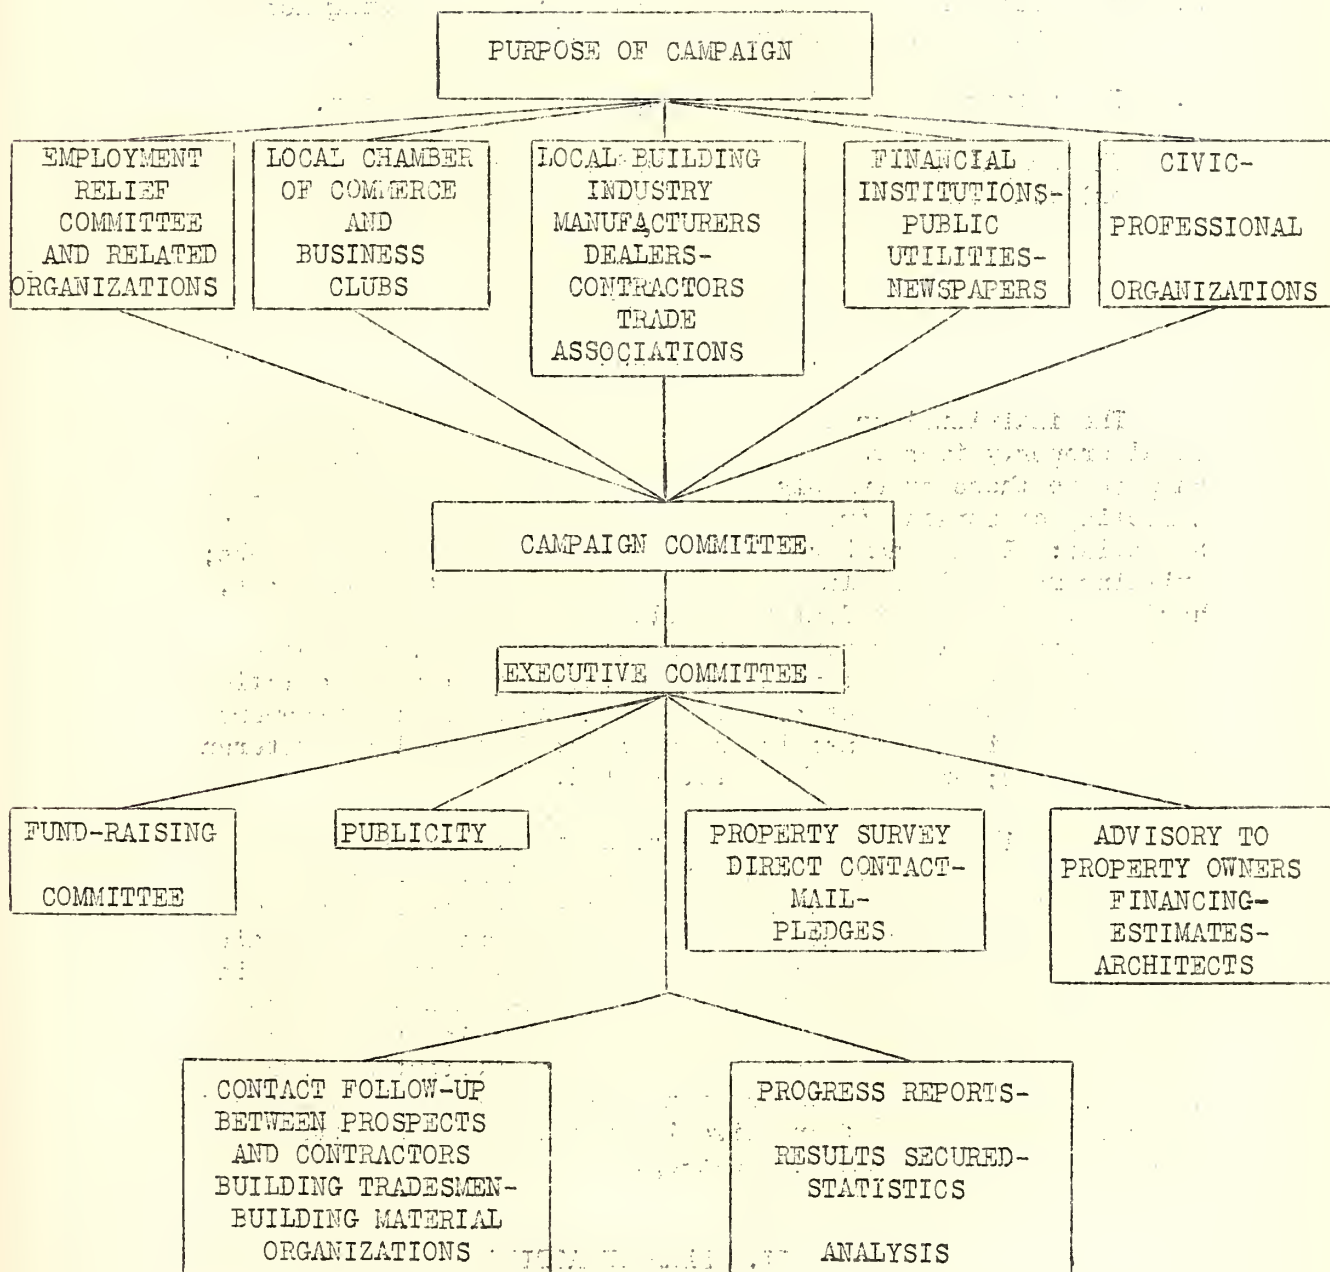 PURPOSE OF CAMPAIGN
EMPLOYMENT
RELIEF
COMMITTEE
AND RELATED
ORGANIZATIONS
LOCAL CHAMBER
OF COMMERCE
AND
BUSINESS
CLUBS
LOCAL BUILDING
INDUSTRY
MANUFACTURERS
DEALERS-
CONTRACTORS
TRADE
ASSOCIATIONS
FINANCIAL
INSTITUTIONS-
PUBLIC
UTILITIES-
NEWSPAPERS
CIVIC-
PROFESSIONAL
ORGANIZATIONS
CAMPAIGN COMMITTEE
EXECUTIVE COMMITTEE
FUND-RAISING
COMMITTEE
PUBLICITY
PROPERTY SURVEY
DIRECT CONTACT-
MAIL-
PLEDGES
ADVISORY TO
PROPERTY OWNERS
FINANCING-
ESTIMATES-
ARCHITECTS
CONTACT FOLLOW-UP
BETWEEN PROSPECTS
AND CONTRACTORS
BUILDING TRADESMEN-
BUILDING MATERIAL
ORGANIZATIONS
PROGRESS REPORTS-
RESULTS SECURED-
STATISTICS
ANALYSIS